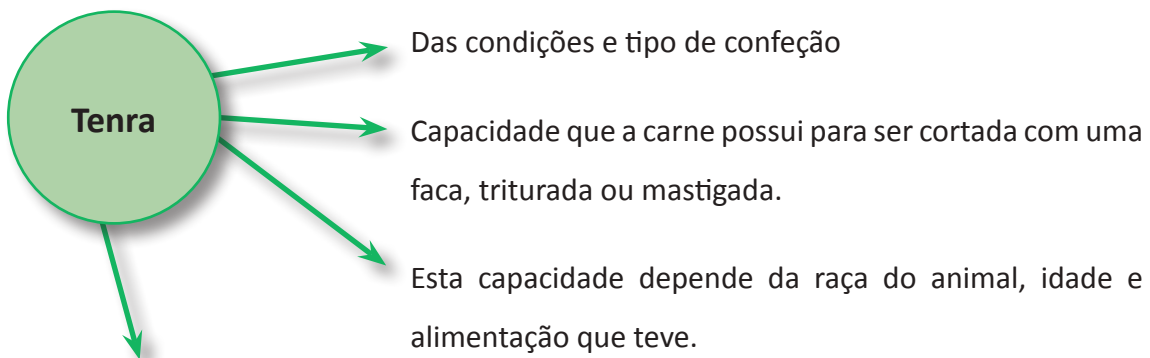 Tenra
Das condições e tipo de confeção
Capacidade que a carne possui para ser cortada com uma
faca, triturada ou mastigada.
Esta capacidade depende da raça do animal, idade e
alimentação que teve.